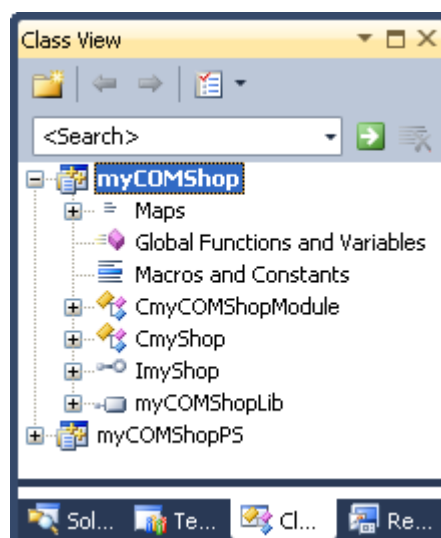 Class View
<Search>
myCOMShop
Maps
Global Functions and Variables
Macros and Constants
CmyCOMShopModule
CmyShop
ImyShop
myCOMShopLib
myCOMShopPS
Sol... Te... Cl... Re...